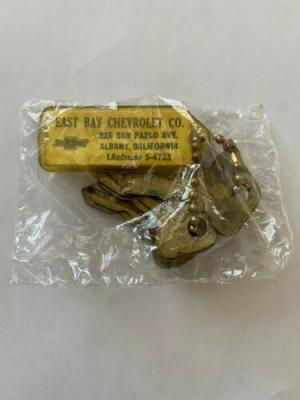 EAST BAY CHEVROLET CO.
916 SAN PABLO AVE.
ALBANY, CALIFORNIA
LAndscape 5-4733